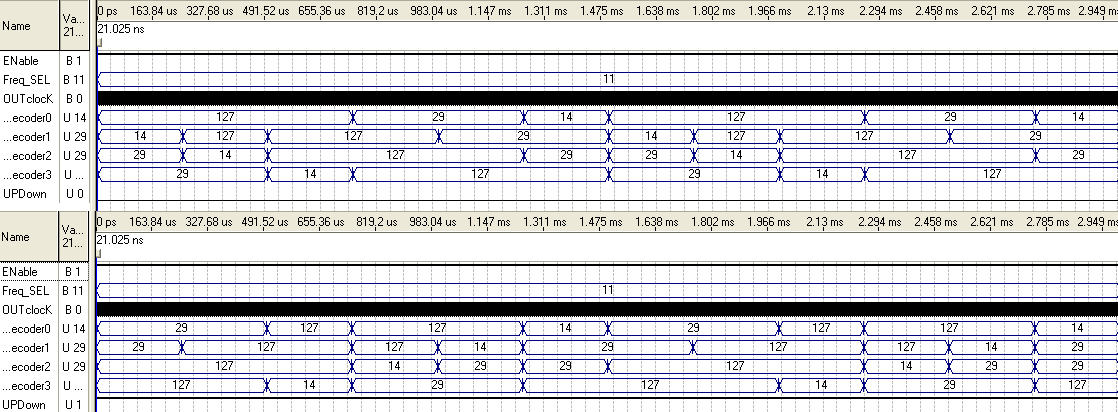 Name Va... 21... 0 ps 163.84 us 327.68 us 491.52 us 655.36 us 819.2 us 983.04 us 1.147 ms 1.311 ms 1.475 ms 1.638 ms 1.802 ms 1.966 ms 2.13 ms 2.294 ms 2.458 ms 2.621 ms 2.785 ms 2.949 ms
21.025 ns
ENable B 1
Freq_SEL B 11 11
OUTclocK B 0
...ecoder0 U 14 127 29 14 127 29 14
...ecoder1 U 29 14 127 127 29 14 127 127 29
...ecoder2 U 29 29 14 127 29 29 14 127 29
...ecoder3 U ... 29 14 127 29 14 127
UPDown U 0
Name Va... 21... 0 ps 163.84 us 327.68 us 491.52 us 655.36 us 819.2 us 983.04 us 1.147 ms 1.311 ms 1.475 ms 1.638 ms 1.802 ms 1.966 ms 2.13 ms 2.294 ms 2.458 ms 2.621 ms 2.785 ms 2.949 ms
21.025 ns
ENable B 1
Freq_SEL B 11 11
OUTclocK B 0
...ecoder0 U 14 29 127 127 14 29 127 127 14
...ecoder1 U 29 29 127 127 14 29 127 127 14 29
...ecoder2 U 29 127 14 29 29 127 14 29 29
...ecoder3 U ... 127 14 29 127 14 29 127
UPDown U 1